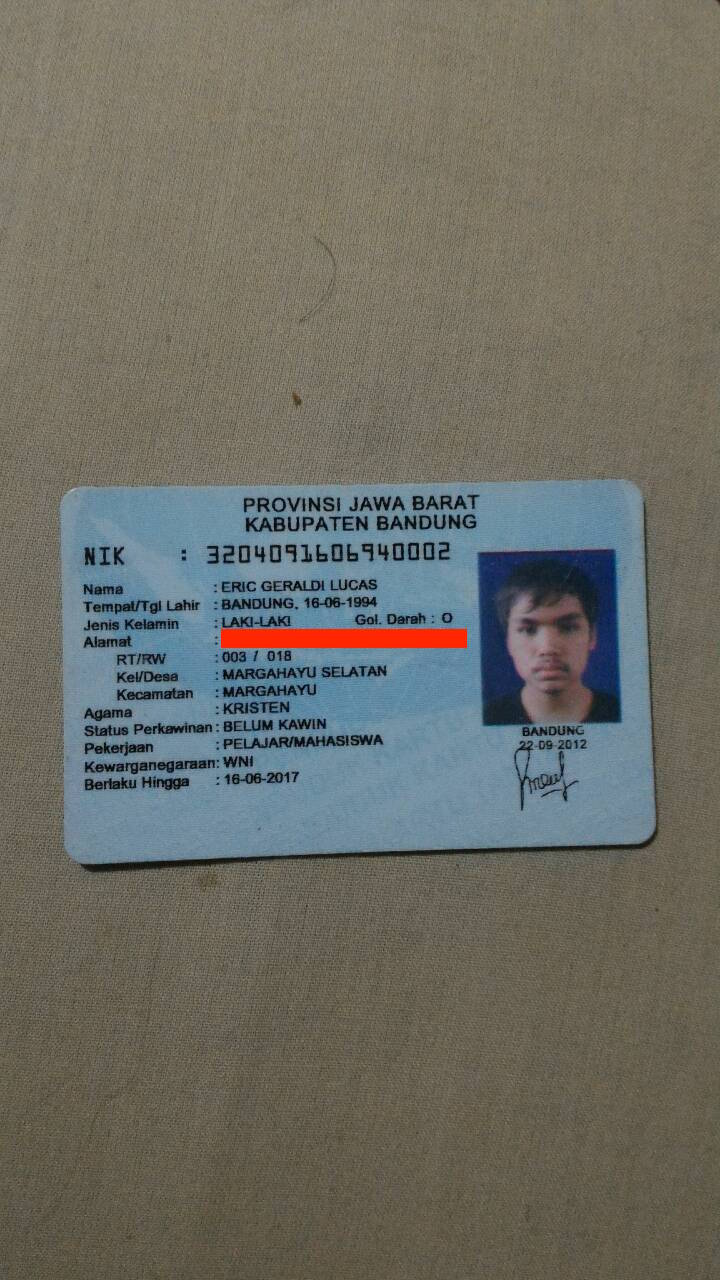 PROVINSI JAWA BARAT
KABUPATEN BANDUNG
NIK : 3204091606940002
Nama : ERIC GERALDI LUCAS
Tempat/Tgl Lahir : BANDUNG, 16-06-1994
Jenis Kelamin : LAKI-LAKI Gol. Darah : O
Alamat :
RT/RW : 003 / 018
Kel/Desa : MARGAHAYU SELATAN
Kecamatan : MARGAHAYU
Agama : KRISTEN
Status Perkawinan : BELUM KAWIN
Pekerjaan : PELAJAR/MAHASISWA
Kewarganegaraan : WNI
Berlaku Hingga : 16-06-2017
BANDUNG
22-09-2012